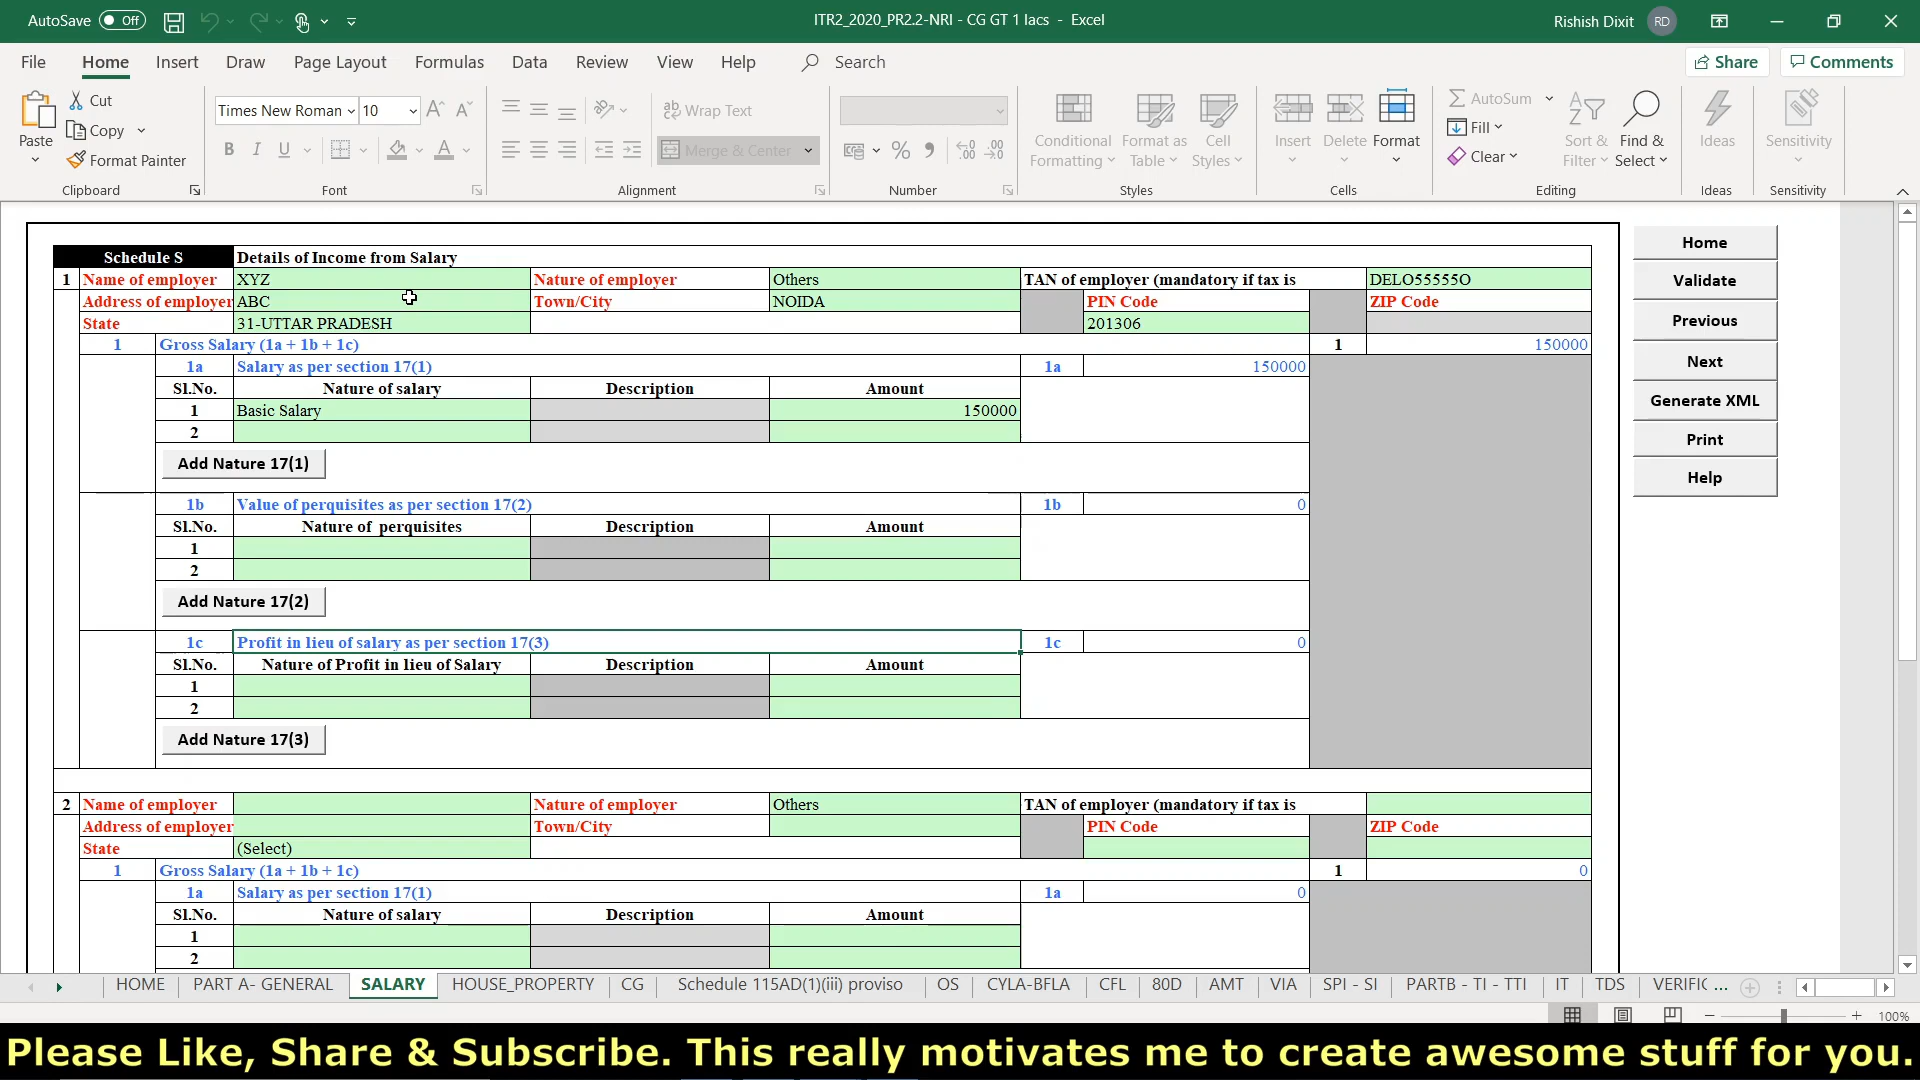 AutoSave Off ITR2_2020_PR2.2-NRI - CG GT 1 lacs - Excel Rishish Dixit RD
File Home Insert Draw Page Layout Formulas Data Review View Help Search Share Comments
Cut Times New Roman 10 Wrap Text AutoSum
Copy Fill
Paste Format Painter B I U Merge & Center Conditional Formatting Format as Table Cell Styles Insert Delete Format Clear Sort & Filter Find & Select Ideas Sensitivity
Clipboard Font Alignment Number Styles Cells Editing Ideas Sensitivity
Schedule S Details of Income from Salary
1 Name of employer XYZ Nature of employer Others TAN of employer (mandatory if tax is DELO55555O
Address of employer ABC Town/City NOIDA PIN Code ZIP Code
State 31-UTTAR PRADESH 201306
1 Gross Salary (1a + 1b + 1c) 1 150000
1a Salary as per section 17(1) 1a 150000
Sl.No. Nature of salary Description Amount
1 Basic Salary 150000
2
Add Nature 17(1)
1b Value of perquisites as per section 17(2) 1b 0
Sl.No. Nature of perquisites Description Amount
1
2
Add Nature 17(2)
1c Profit in lieu of salary as per section 17(3) 1c 0
Sl.No. Nature of Profit in lieu of Salary Description Amount
1
2
Add Nature 17(3)
2 Name of employer Nature of employer Others TAN of employer (mandatory if tax is
Address of employer Town/City PIN Code ZIP Code
State (Select)
1 Gross Salary (1a + 1b + 1c) 1 0
1a Salary as per section 17(1) 1a 0
Sl.No. Nature of salary Description Amount
1
2
Home
Validate
Previous
Next
Generate XML
Print
Help
HOME PART A- GENERAL SALARY HOUSE_PROPERTY CG Schedule 115AD(1)(iii) proviso OS CYLA-BFLA CFL 80D AMT VIA SPI - SI PARTB - TI - TTI IT TDS VERIFIC ...
100%
Please Like, Share & Subscribe. This really motivates me to create awesome stuff for you.